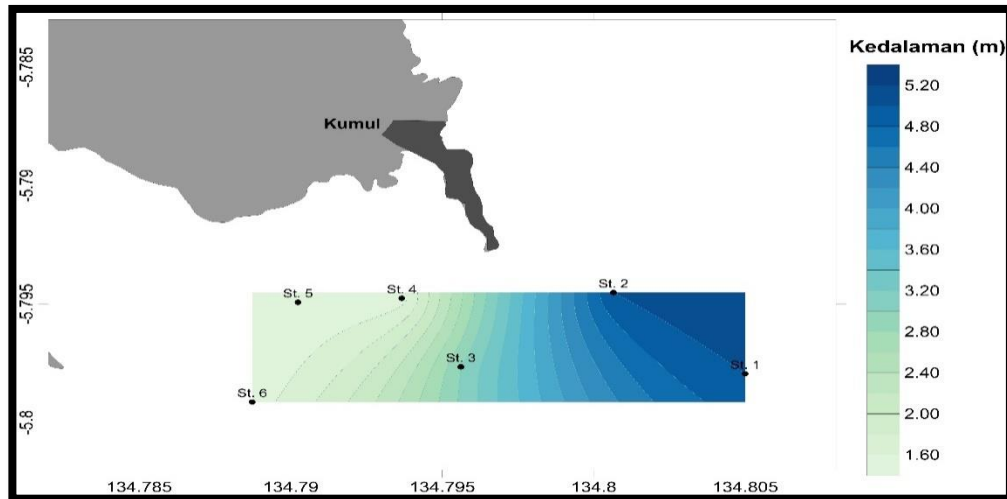 Kedalaman (m)
5.20
4.80
4.40
4.00
3.60
3.20
2.80
2.40
2.00
1.60
-5.785
-5.79
-5.795
-5.8
Kumul
St. 5
St. 4
St. 2
St. 3
St. 1
St. 6
134.785
134.79
134.795
134.8
134.805